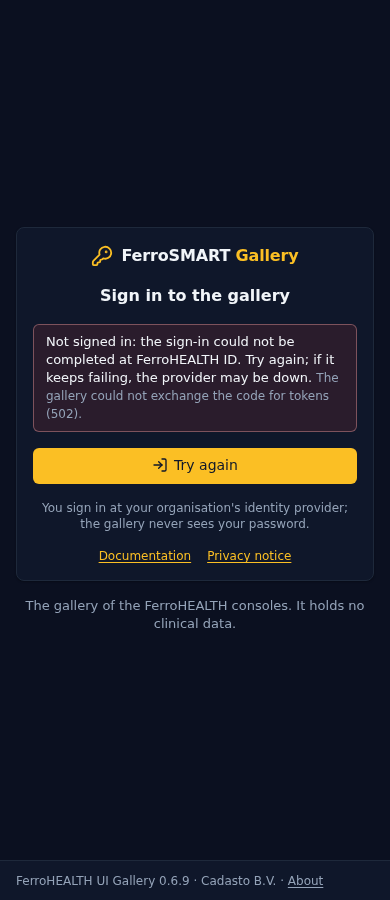 FerroSMART Gallery
Sign in to the gallery
Not signed in: the sign-in could not be
completed at FerroHEALTH ID. Try again; if it
keeps failing, the provider may be down. The
gallery could not exchange the code for tokens
(502).
Try again
You sign in at your organisation's identity provider;
the gallery never sees your password.
Documentation Privacy notice
The gallery of the FerroHEALTH consoles. It holds no
clinical data.
FerroHEALTH UI Gallery 0.6.9 · Cadasto B.V. · About